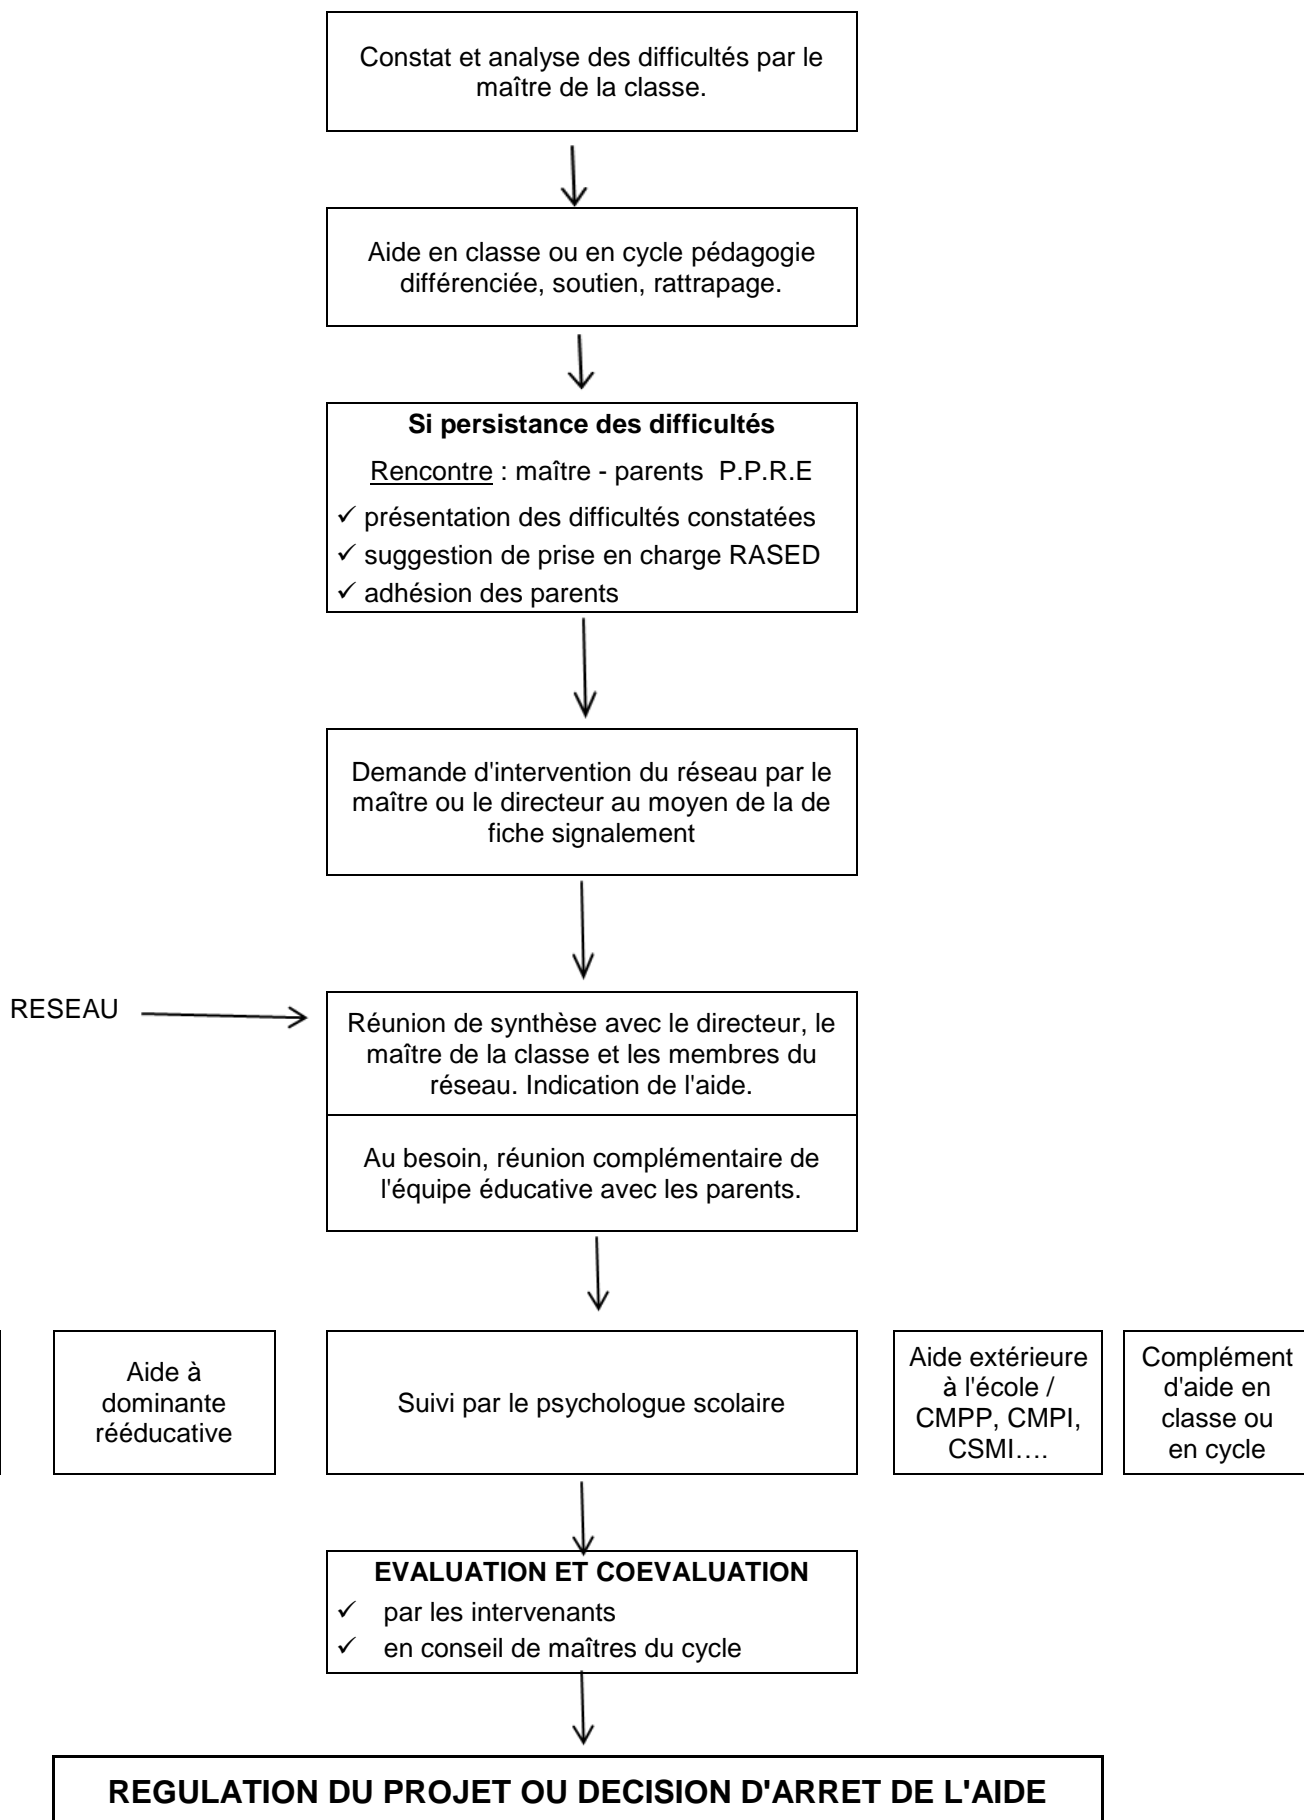 Constat et analyse des difficultés par le
maître de la classe.
Aide en classe ou en cycle pédagogie
différenciée, soutien, rattrapage.
Si persistance des difficultés
Rencontre : maître - parents P.P.R.E
✓ présentation des difficultés constatées
✓ suggestion de prise en charge RASED
✓ adhésion des parents
Demande d'intervention du réseau par le
maître ou le directeur au moyen de la de
fiche signalement
RESEAU
Réunion de synthèse avec le directeur, le
maître de la classe et les membres du
réseau. Indication de l'aide.
Au besoin, réunion complémentaire de
l'équipe éducative avec les parents.
Aide à
dominante
rééducative
Suivi par le psychologue scolaire
Aide extérieure
à l'école /
CMPP, CMPI,
CSMI….
Complément
d'aide en
classe ou
en cycle
EVALUATION ET COEVALUATION
✓ par les intervenants
✓ en conseil de maîtres du cycle
REGULATION DU PROJET OU DECISION D'ARRET DE L'AIDE